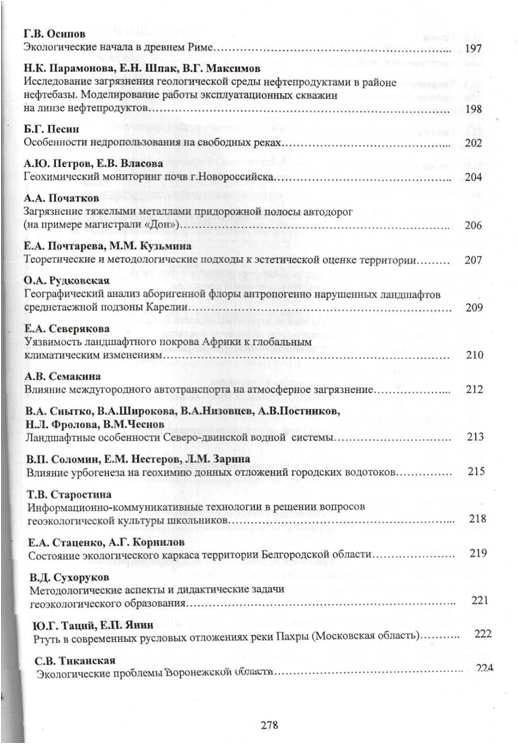 Г.В. Осипов
Экологические начала в древнем Риме……………………………………………... 197
Н.К. Парамонова, Е.Н. Шпак, В.Г. Максимов
Исследование загрязнения геологической среды нефтепродуктами в районе
нефтебазы. Моделирование работы эксплуатационных скважин
на линзе нефтепродуктов…………………………………………………………… 198
Б.Г. Песин
Особенности недропользования на свободных реках…………………………….. 202
А.Ю. Петров, Е.В. Власова
Геохимический мониторинг почв г.Новороссийска……………………………… 204
А.А. Початков
Загрязнение тяжелыми металлами придорожной полосы автодорог
(на примере магистрали «Дон»)…………………………………………………… 206
Е.А. Почтарева, М.М. Кузьмина
Теоретические и методологические подходы к эстетической оценке территории……… 207
О.А. Рудковская
Географический анализ аборигенной флоры антропогенно нарушенных ландшафтов
среднетаежной подзоны Карелии…………………………………………………… 209
Е.А. Северякова
Уязвимость ландшафтного покрова Африки к глобальным
климатическим изменениям………………………………………………………… 210
А.В. Семакина
Влияние междугородного автотранспорта на атмосферное загрязнение…………… 212
В.А. Снытко, В.А.Широкова, В.А.Низовцев, А.В.Постников,
Н.Л. Фролова, В.М.Чеснов
Ландшафтные особенности Северо-двинской водной системы…………………… 213
В.П. Соломин, Е.М. Нестеров, Л.М. Зарина
Влияние урбогенеза на геохимию донных отложений городских водотоков…………… 215
Т.В. Старостина
Информационно-коммуникативные технологии в решении вопросов
геоэкологической культуры школьников…………………………………………... 218
Е.А. Стаценко, А.Г. Корнилов
Состояние экологического каркаса территории Белгородской области…………… 219
В.Д. Сухоруков
Методологические аспекты и дидактические задачи
геоэкологического образования…………………………………………………….. 221
Ю.Г. Таций, Е.П. Янин
Ртуть в современных русловых отложениях реки Пахры (Московская область)……….. 222
С.В. Тиканская
Экологические проблемы Воронежской области…………………………………… 224
278